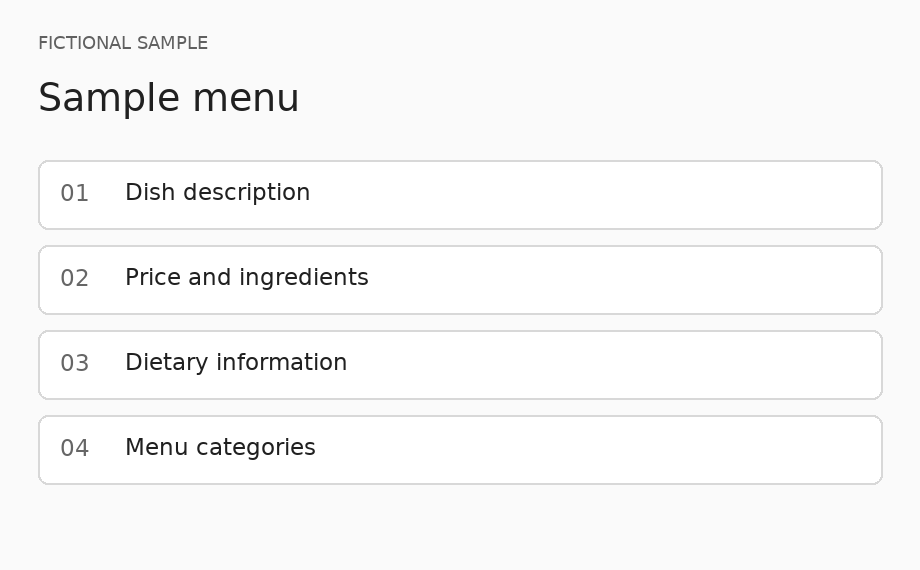 FICTIONAL SAMPLE
Sample menu
01 Dish description
02 Price and ingredients
03 Dietary information
04 Menu categories